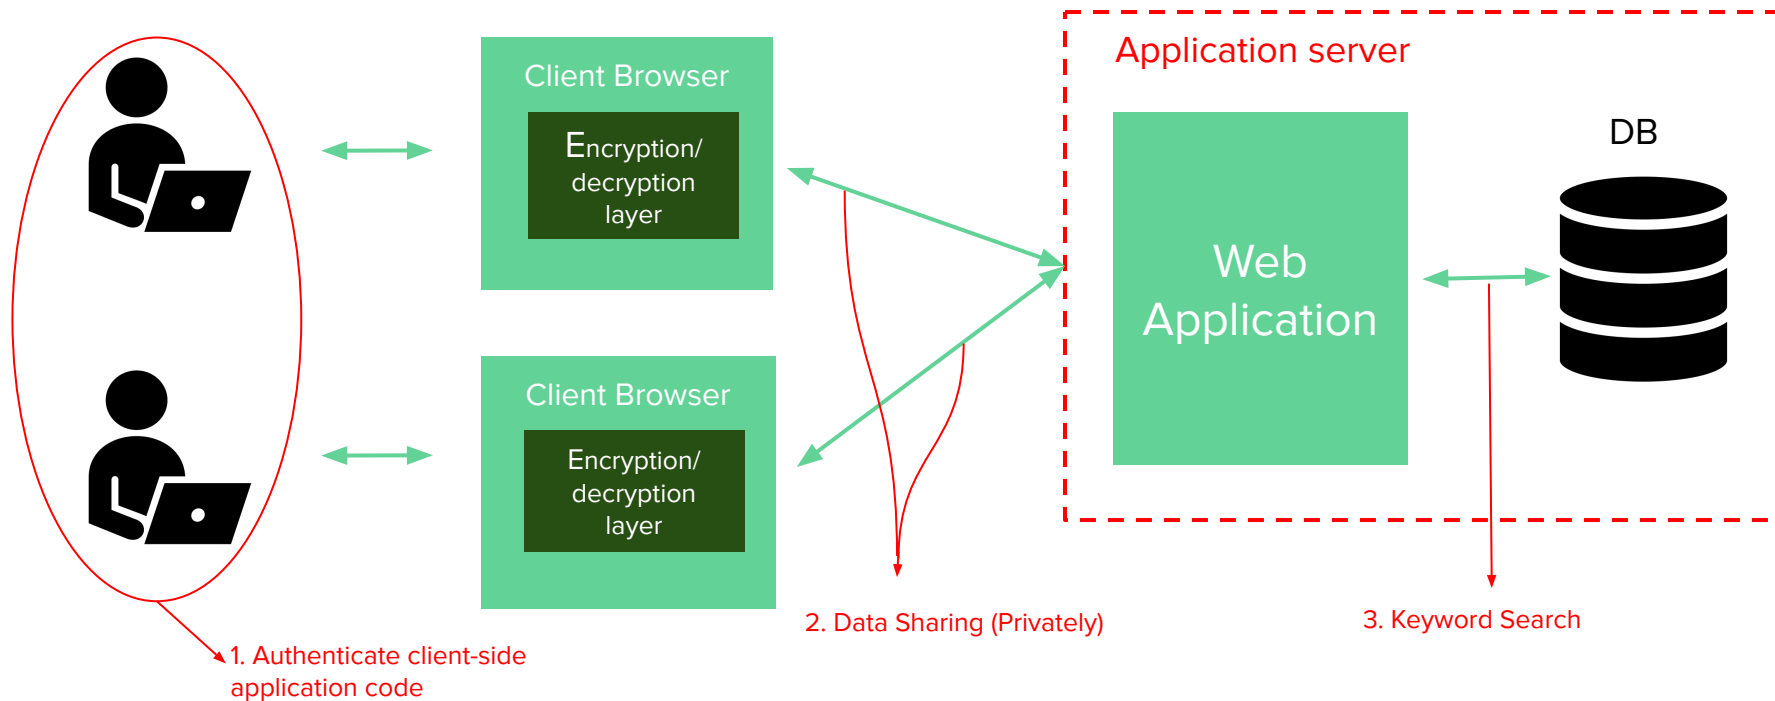 Client Browser
Encryption/
decryption
layer
Client Browser
Encryption/
decryption
layer
Application server
Web
Application
DB
1. Authenticate client-side
application code
2. Data Sharing (Privately)
3. Keyword Search